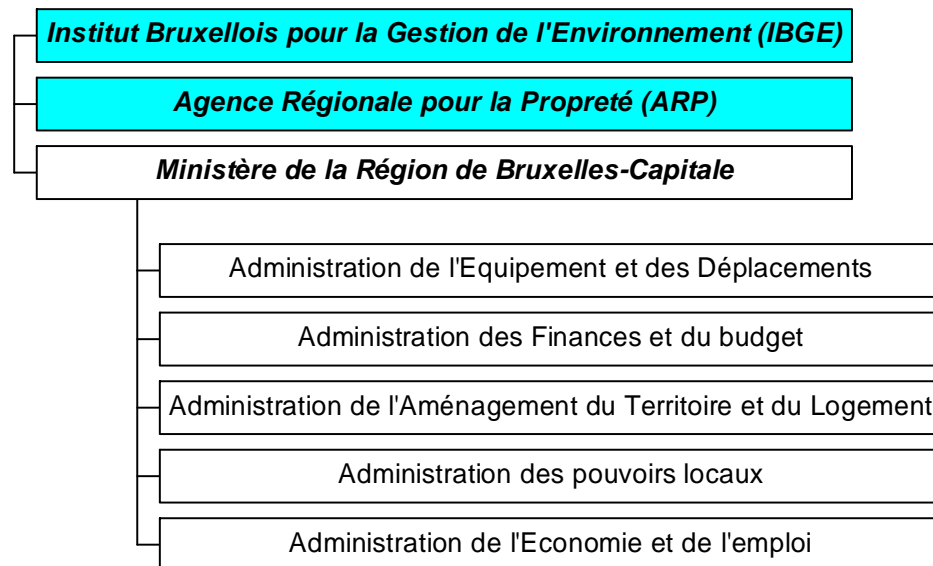 Institut Bruxellois pour la Gestion de l'Environnement (IBGE)
Agence Régionale pour la Propreté (ARP)
Ministère de la Région de Bruxelles-Capitale
Administration de l'Equipement et des Déplacements
Administration des Finances et du budget
Administration de l'Aménagement du Territoire et du Logement
Administration des pouvoirs locaux
Administration de l'Economie et de l'emploi